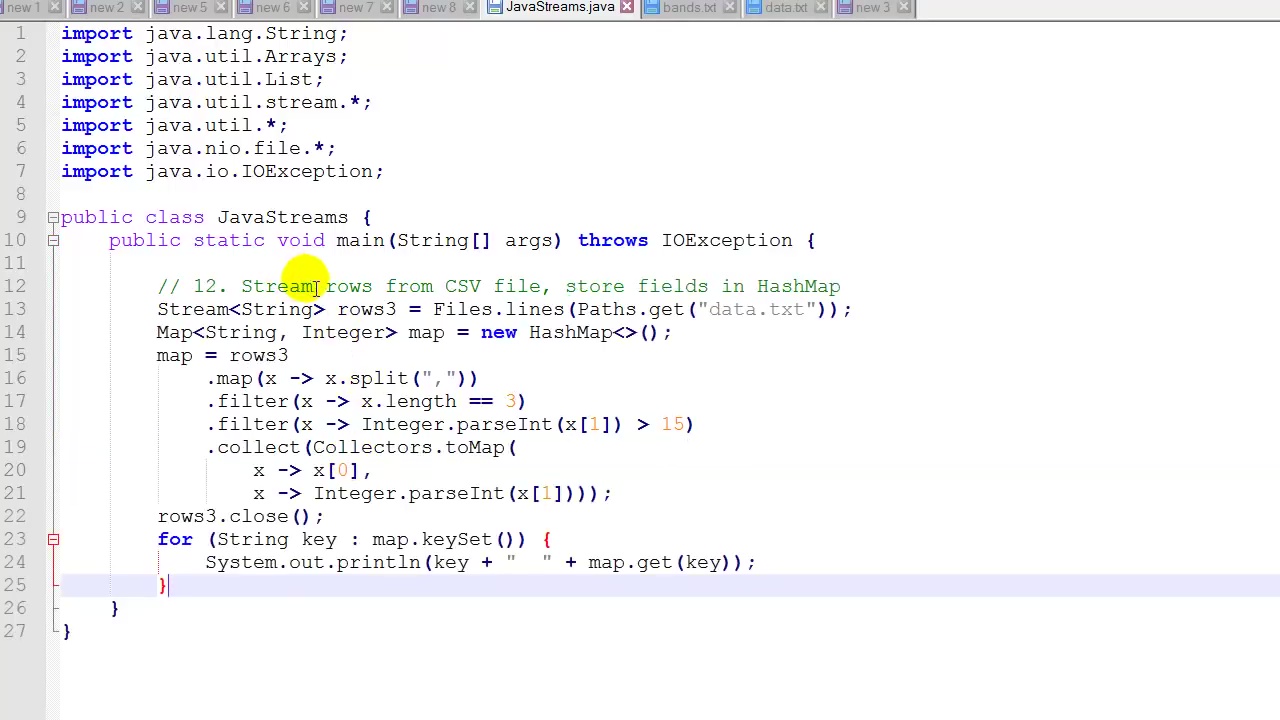 new 1 new 2 new 5 new 6 new 7 new 8 JavaStreams.java bands.txt data.txt new 3
1 import java.lang.String;
2 import java.util.Arrays;
3 import java.util.List;
4 import java.util.stream.*;
5 import java.util.*;
6 import java.nio.file.*;
7 import java.io.IOException;
8
9 public class JavaStreams {
10 public static void main(String[] args) throws IOException {
11
12 // 12. Stream rows from CSV file, store fields in HashMap
13 Stream<String> rows3 = Files.lines(Paths.get("data.txt"));
14 Map<String, Integer> map = new HashMap<>();
15 map = rows3
16 .map(x -> x.split(","))
17 .filter(x -> x.length == 3)
18 .filter(x -> Integer.parseInt(x[1]) > 15)
19 .collect(Collectors.toMap(
20 x -> x[0],
21 x -> Integer.parseInt(x[1])));
22 rows3.close();
23 for (String key : map.keySet()) {
24 System.out.println(key + "  " + map.get(key));
25 }
26 }
27 }